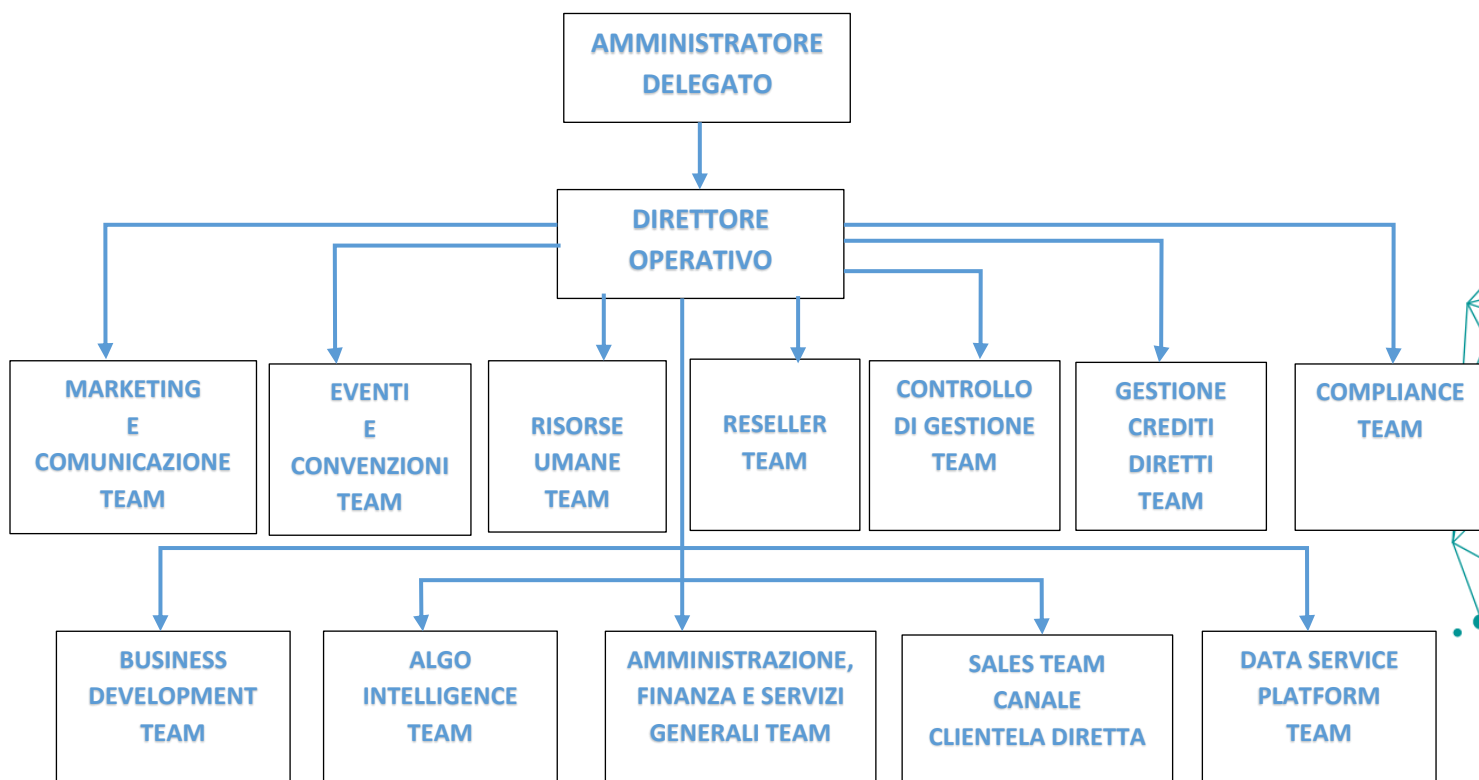 AMMINISTRATORE
DELEGATO
DIRETTORE
OPERATIVO
MARKETING
E
COMUNICAZIONE
TEAM
EVENTI
E
CONVENZIONI
TEAM
RISORSE
UMANE
TEAM
RESELLER
TEAM
CONTROLLO
DI GESTIONE
TEAM
GESTIONE
CREDITI
DIRETTI
TEAM
COMPLIANCE
TEAM
BUSINESS
DEVELOPMENT
TEAM
ALGO
INTELLIGENCE
TEAM
AMMINISTRAZIONE,
FINANZA E SERVIZI
GENERALI TEAM
SALES TEAM
CANALE
CLIENTELA DIRETTA
DATA SERVICE
PLATFORM
TEAM